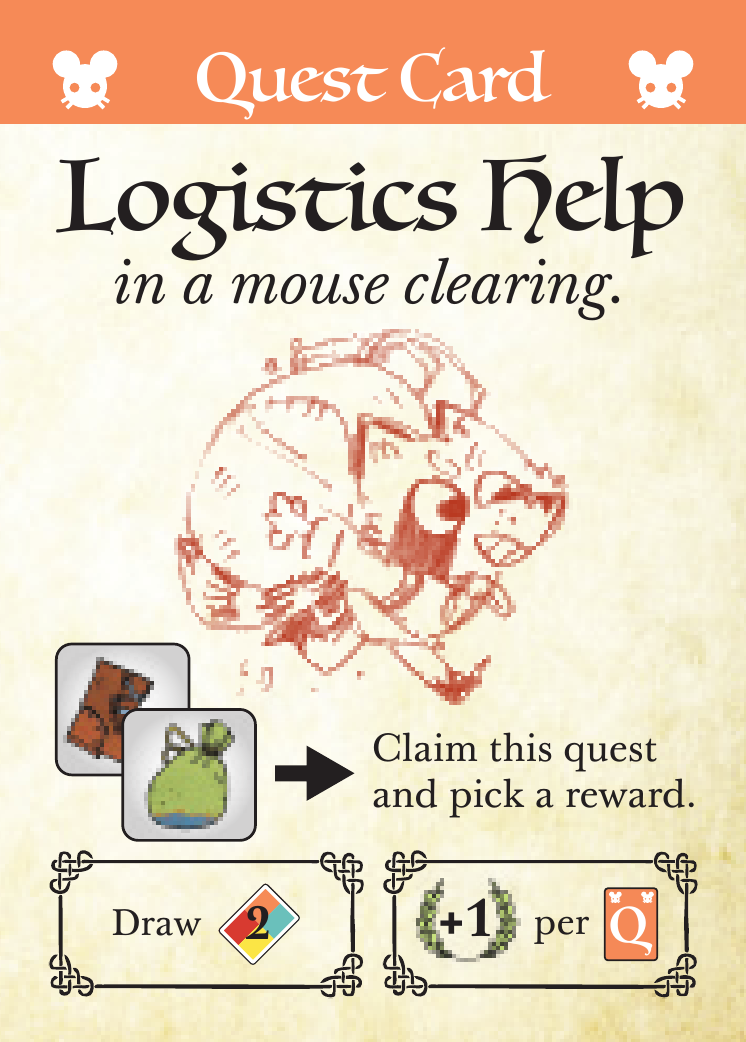 Quest Card
Logistics Help
in a mouse clearing.
Claim this quest
and pick a reward.
Draw 2
+1 per Q